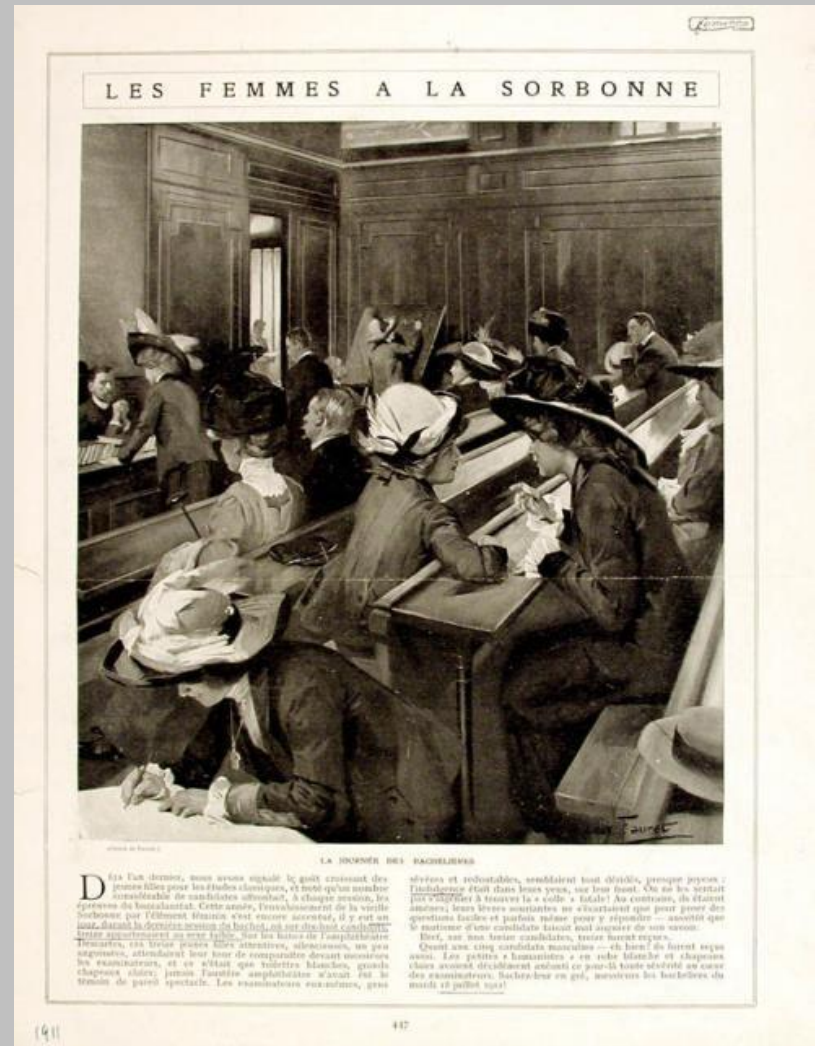 Femina
LES FEMMES A LA SORBONNE
LA JOURNÉE DES BACHELIÈRES
DÉJA l'an dernier, nous avons signalé le goût croissant des
jeunes filles pour les études classiques, et noté qu'un nombre
considérable de candidates affrontait, à chaque session, les
épreuves du baccalauréat. Cette année, l'envahissement de la vieille
Sorbonne par l'élément féminin s'est encore accentué, il y eut un
jour, durant la dernière session du bachot, où sur dix-huit candidats,
treize appartenaient au sexe faible. Sur les bancs de l'amphithéâtre
Descartes, ces treize jeunes filles attentives, silencieuses, un peu
angoissées, attendaient leur tour de comparaître devant messieurs
les examinateurs, et ce n'était que toilettes blanches, grands
chapeaux clairs; jamais l'austère amphithéâtre n'avait été le
témoin de pareil spectacle. Les examinateurs eux-mêmes, gens
sévères et redoutables, semblaient tout déridés, presque joyeux :
l'indulgence était dans leurs yeux, sur leur front. On ne les sentait
pas s'ingénier à trouver la « colle » fatale! Au contraire, ils étaient
amènes; leurs lèvres souriantes ne s'écartaient que pour poser des
questions faciles et parfois même pour y répondre — aussitôt que
le mutisme d'une candidate faisait mal augurer de son savoir.
Bref, sur nos treize candidates, treize furent reçues.
Quant aux cinq candidats masculins — eh bien! ils furent reçus
aussi. Les petites « humanistes » en robe blanche et chapeaux
clairs avaient décidément anéanti ce jour-là toute sévérité au cœur
des examinateurs. Sachez-leur en gré, messieurs les bacheliers du
mardi 18 juillet 1911!
447
1911